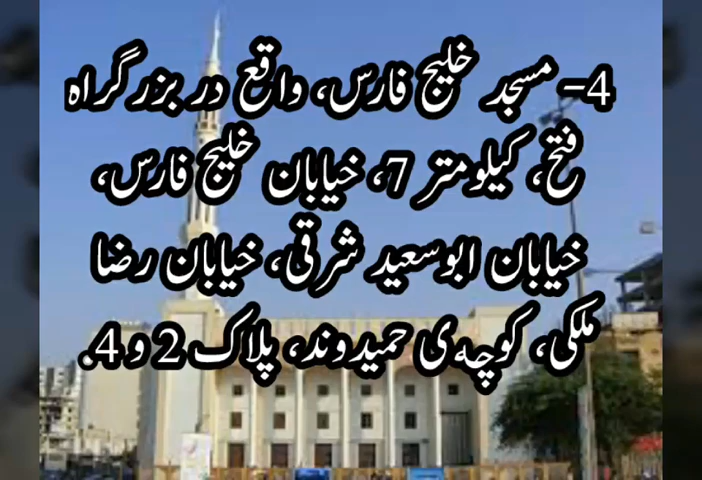 4- مسجد خلیج فارس، واقع در بزرگراه
فتح، کیلومتر 7، خیابان خلیج فارس،
خیابان ابوسعید شرقی، خیابان رضا
ملکی، کوچه‌ی حمیدوند، پلاک 2 و 4.